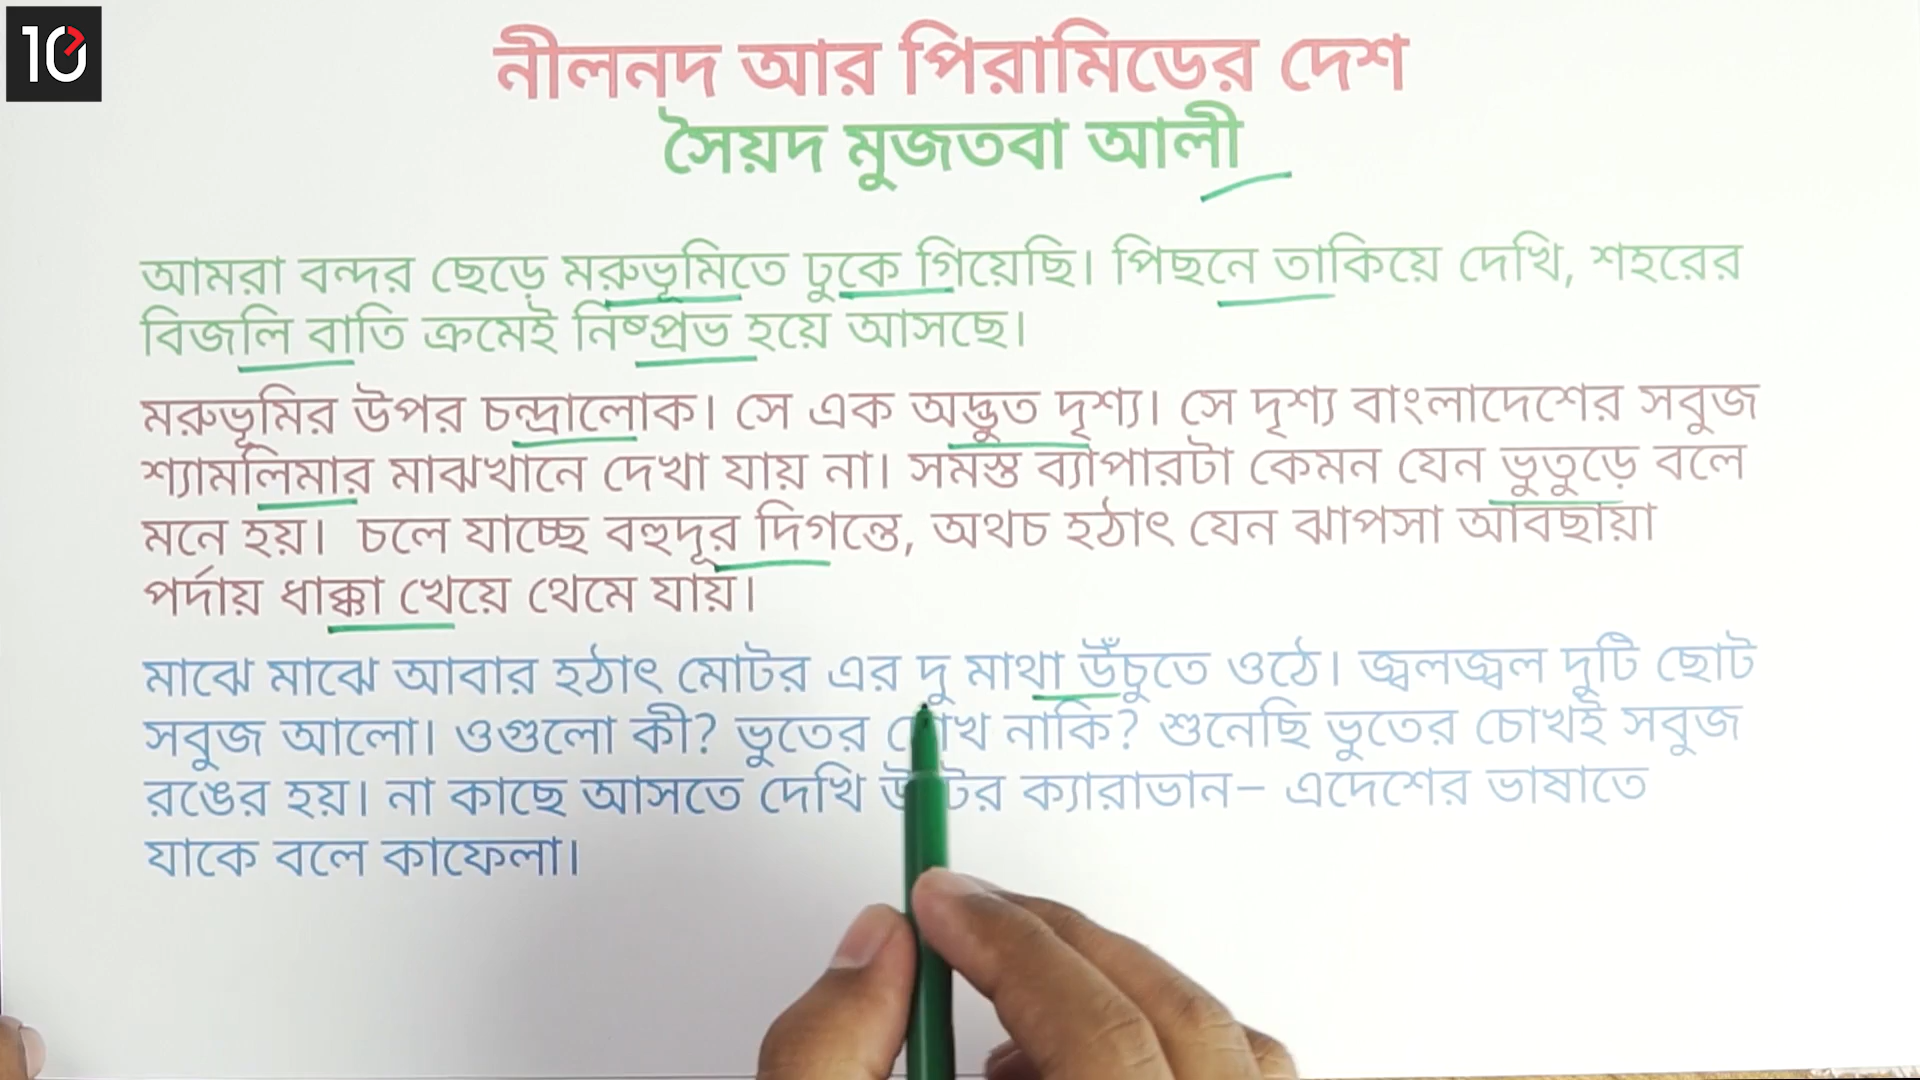 10
নীলনদ আর পিরামিডের দেশ
সৈয়দ মুজতবা আলী
আমরা বন্দর ছেড়ে মরুভূমিতে ঢুকে গিয়েছি। পিছনে তাকিয়ে দেখি, শহরের
বিজলি বাতি ক্রমেই নিষ্প্রভ হয়ে আসছে।
মরুভূমির উপর চন্দ্রালোক। সে এক অদ্ভুত দৃশ্য। সে দৃশ্য বাংলাদেশের সবুজ
শ্যামলিমার মাঝখানে দেখা যায় না। সমস্ত ব্যাপারটা কেমন যেন ভুতুড়ে বলে
মনে হয়। চলে যাচ্ছে বহুদূর দিগন্তে, অথচ হঠাৎ যেন ঝাপসা আবছায়া
পর্দায় ধাক্কা খেয়ে থেমে যায়।
মাঝে মাঝে আবার হঠাৎ মোটর এর দু মাথা উঁচুতে ওঠে। জ্বলজ্বল দুটি ছোট
সবুজ আলো। ওগুলো কী? ভুতের নাকি? শুনেছি ভুতের চোখই সবুজ
রঙের হয়। না কাছে আসতে দেখি ক্যারাভান– এদেশের ভাষাতে
যাকে বলে কাফেলা।